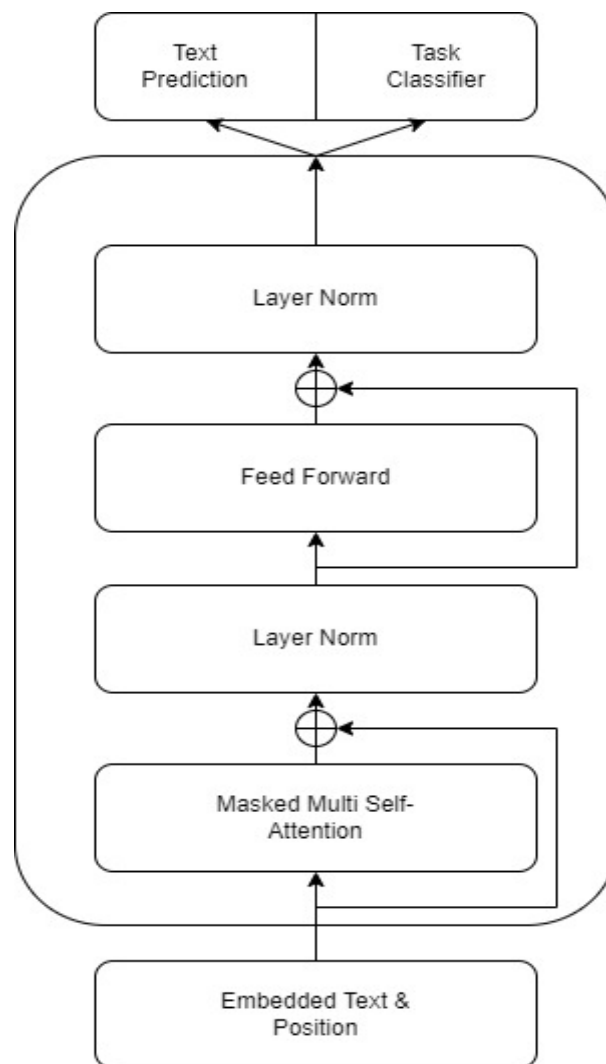 Text
Prediction
Task
Classifier
Layer Norm
Feed Forward
Layer Norm
Masked Multi Self-
Attention
Embedded Text &
Position